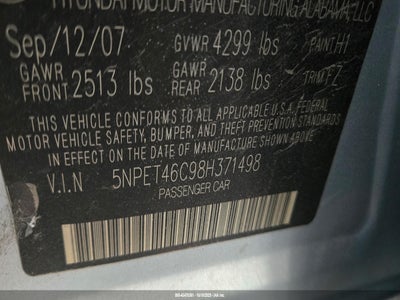 HYUNDAI MOTOR MANUFACTURING ALABAMA, LLC
Sep/12/07 GVWR 4299 lbs PAINT H1
GAWR FRONT 2513 lbs GAWR REAR 2138 lbs TRIM FZ
THIS VEHICLE CONFORMS TO ALL APPLICABLE U.S.A. FEDERAL
MOTOR VEHICLE SAFETY, BUMPER, AND THEFT PREVENTION STANDARDS
IN EFFECT ON THE DATE OF MANUFACTURE SHOWN ABOVE.
V.I.N 5NPET46C98H371498
PASSENGER CAR